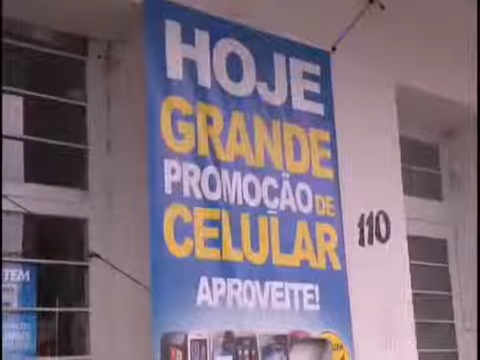 HOJE
GRANDE
PROMOÇÃO DE
CELULAR
APROVEITE!
110
TEM